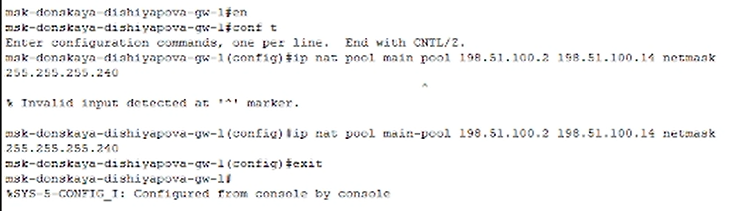 msk-donskaya-dishiyapova-gw-1#en
msk-donskaya-dishiyapova-gw-1#conf t
Enter configuration commands, one per line.  End with CNTL/Z.
msk-donskaya-dishiyapova-gw-1(config)#ip nat pool main pool 198.51.100.2 198.51.100.14 netmask
255.255.255.240
^
% Invalid input detected at '^' marker.
msk-donskaya-dishiyapova-gw-1(config)#ip nat pool main-pool 198.51.100.2 198.51.100.14 netmask
255.255.255.240
msk-donskaya-dishiyapova-gw-1(config)#exit
msk-donskaya-dishiyapova-gw-1#
%SYS-5-CONFIG_I: Configured from console by console